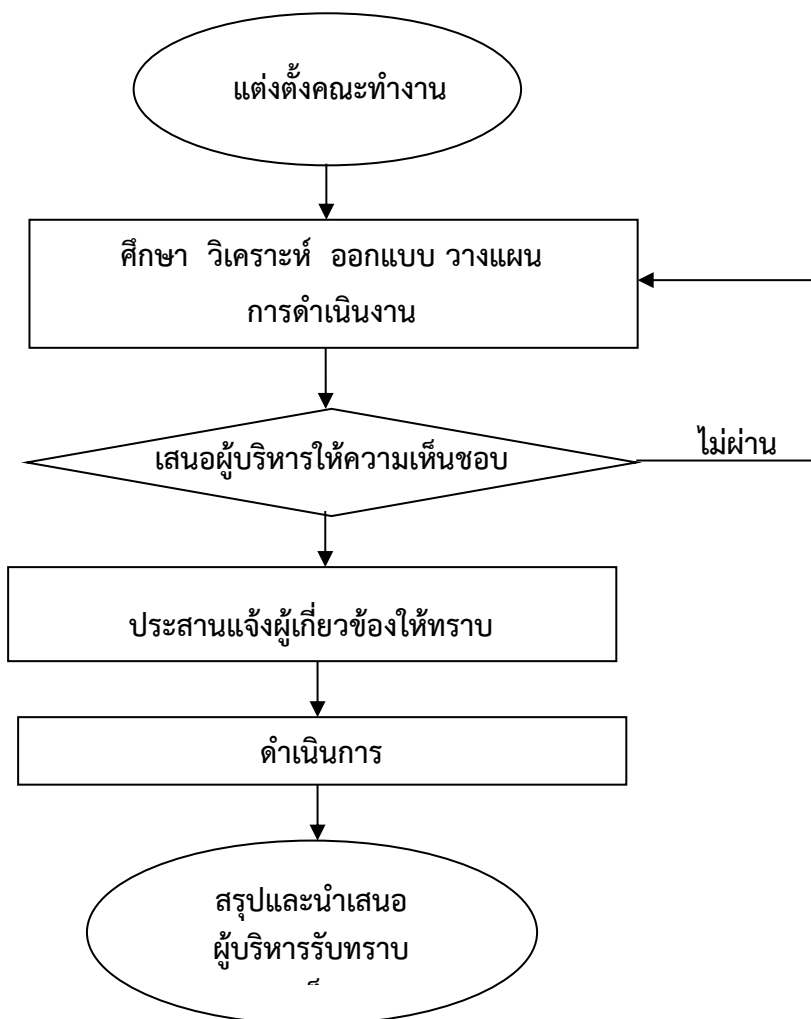 แต่งตั้งคณะทำงาน
ศึกษา วิเคราะห์ ออกแบบ วางแผน
การดำเนินงาน
เสนอผู้บริหารให้ความเห็นชอบ
ไม่ผ่าน
ประสานแจ้งผู้เกี่ยวข้องให้ทราบ
ดำเนินการ
สรุปและนำเสนอ
ผู้บริหารรับทราบ